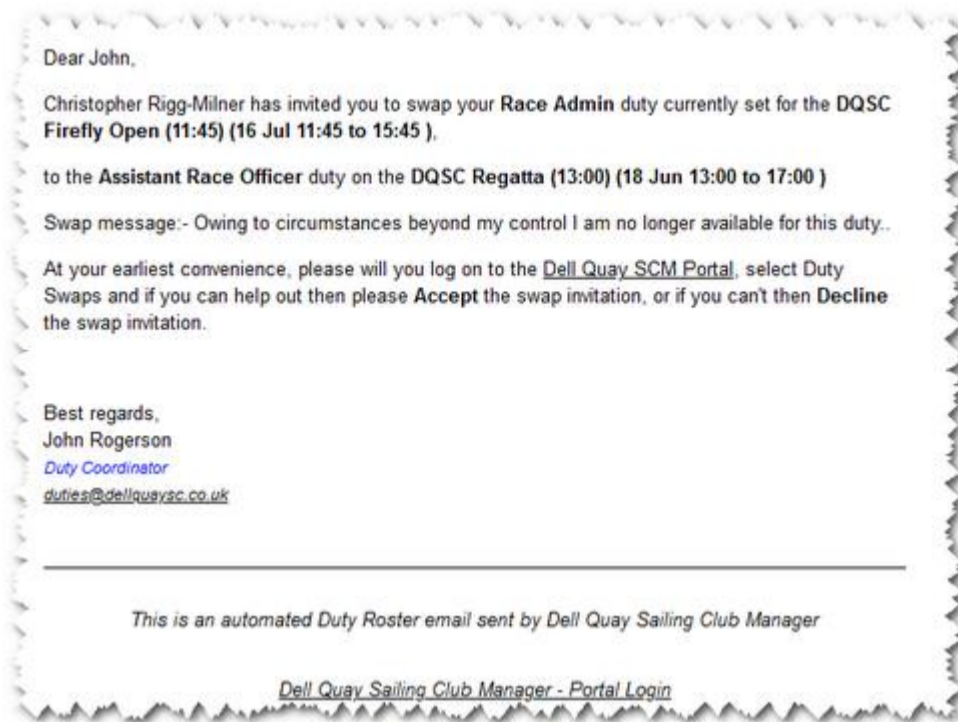 Dear John,
Christopher Rigg-Milner has invited you to swap your Race Admin duty currently set for the DQSC
Firefly Open (11:45) (16 Jul 11:45 to 15:45 ),
to the Assistant Race Officer duty on the DQSC Regatta (13:00) (18 Jun 13:00 to 17:00 )
Swap message:- Owing to circumstances beyond my control I am no longer available for this duty..
At your earliest convenience, please will you log on to the Dell Quay SCM Portal, select Duty
Swaps and if you can help out then please Accept the swap invitation, or if you can't then Decline
the swap invitation.
Best regards,
John Rogerson
Duty Coordinator
duties@dellquaysc.co.uk
This is an automated Duty Roster email sent by Dell Quay Sailing Club Manager
Dell Quay Sailing Club Manager - Portal Login